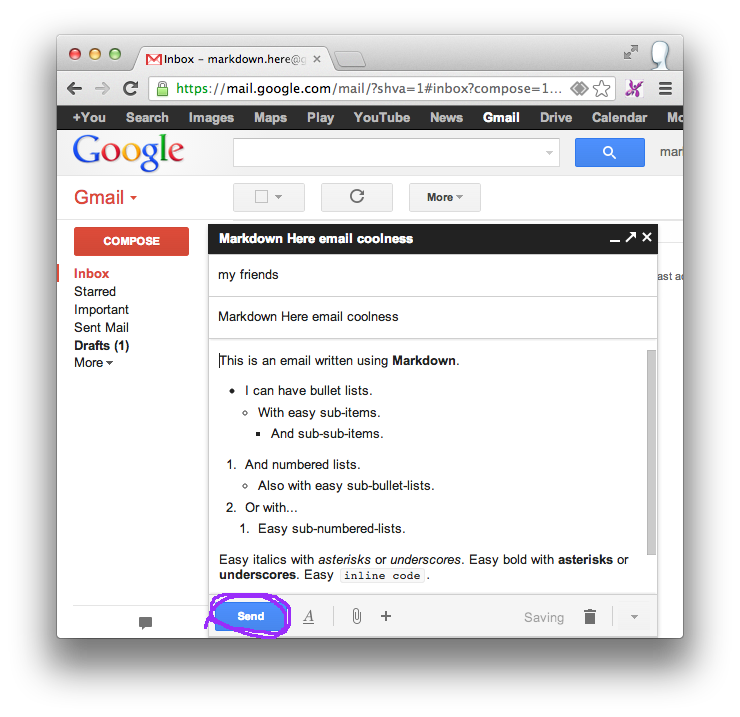 Inbox – markdown.here@g
https://mail.google.com/mail/?shva=1#inbox?compose=1...
+You Search Images Maps Play YouTube News Gmail Drive Calendar Mo
Google
mar
Gmail
More
COMPOSE
Markdown Here email coolness
Inbox
Starred
Important
Sent Mail
Drafts (1)
More
my friends
ast ac
Markdown Here email coolness
This is an email written using Markdown.
• I can have bullet lists.
◦ With easy sub-items.
▪ And sub-sub-items.
1. And numbered lists.
◦ Also with easy sub-bullet-lists.
2. Or with...
1. Easy sub-numbered-lists.
Easy italics with asterisks or underscores. Easy bold with asterisks or
underscores. Easy inline code .
Send A + Saving